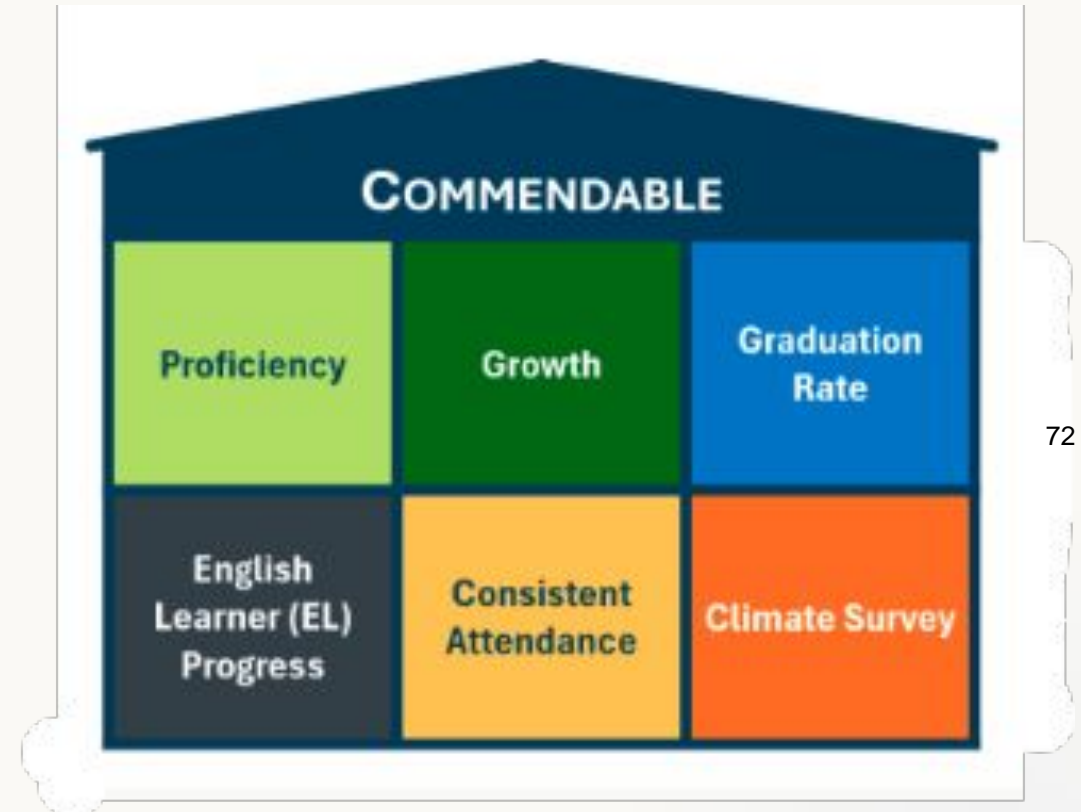 COMMENDABLE
Proficiency
Growth
Graduation
Rate
72
English
Learner (EL)
Progress
Consistent
Attendance
Climate Survey